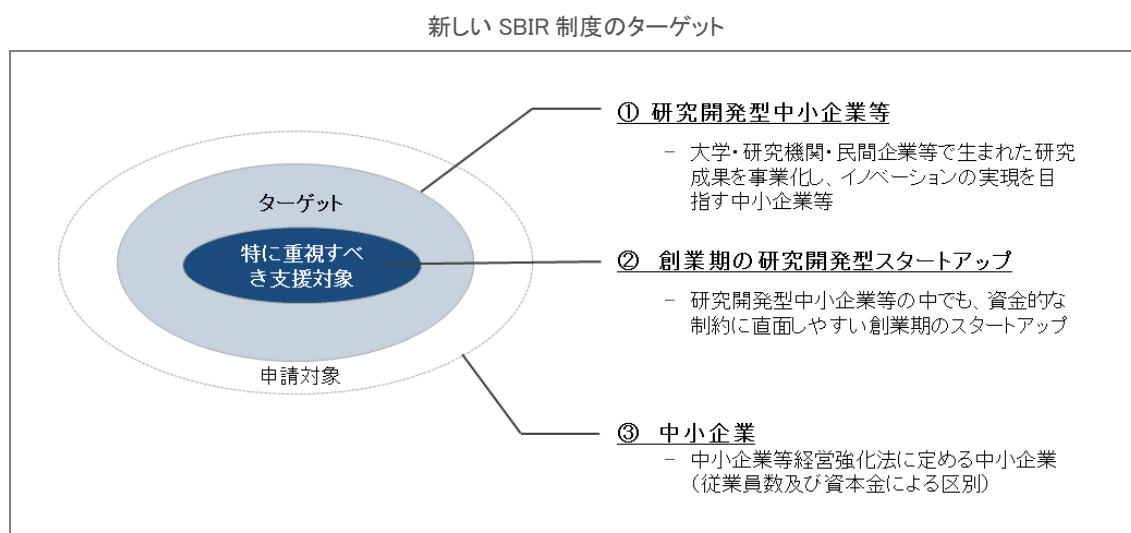 新しい SBIR 制度のターゲット
ターゲット
特に重視すべ
き支援対象
申請対象
① 研究開発型中小企業等
－ 大学・研究機関・民間企業等で生まれた研究
成果を事業化し、イノベーションの実現を目
指す中小企業等
② 創業期の研究開発型スタートアップ
－ 研究開発型中小企業等の中でも、資金的な
制約に直面しやすい創業期のスタートアップ
③ 中小企業
－ 中小企業等経営強化法に定める中小企業
（従業員数及び資本金による区別）